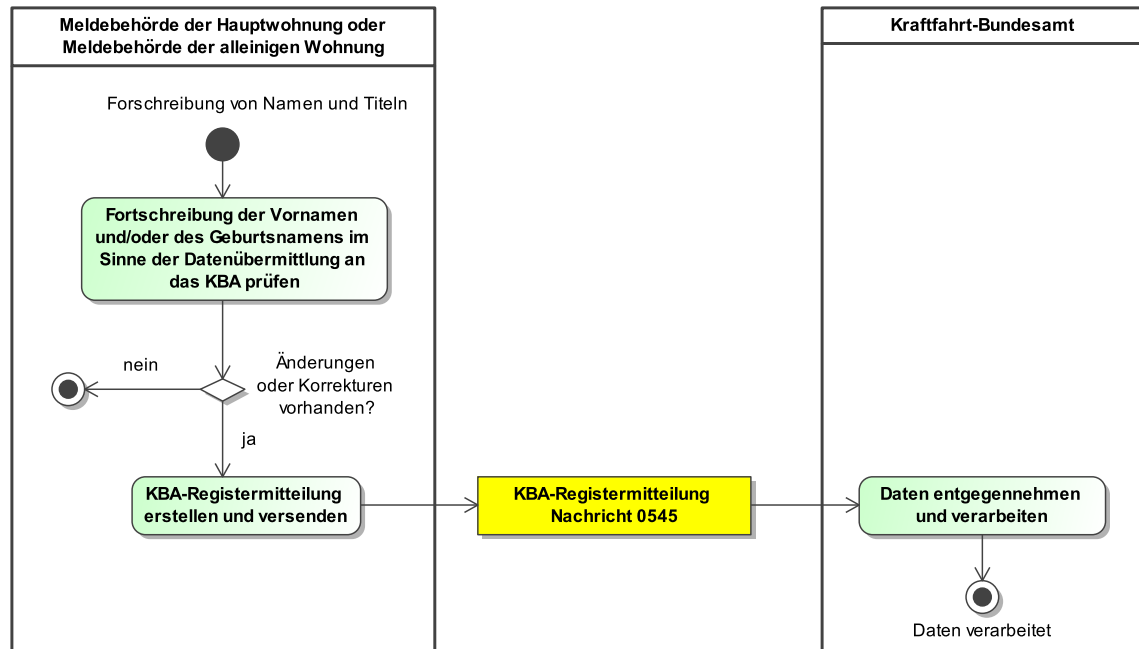 Meldebehörde der Hauptwohnung oder
Meldebehörde der alleinigen Wohnung
Kraftfahrt-Bundesamt
Forschreibung von Namen und Titeln
Fortschreibung der Vornamen
und/oder des Geburtsnamens im
Sinne der Datenübermittlung an
das KBA prüfen
nein
Änderungen
oder Korrekturen
vorhanden?
ja
KBA-Registermitteilung
erstellen und versenden
KBA-Registermitteilung
Nachricht 0545
Daten entgegennehmen
und verarbeiten
Daten verarbeitet